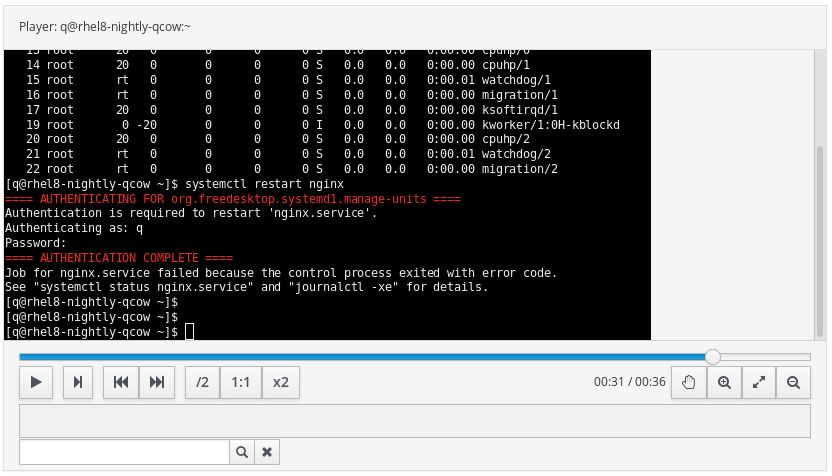 Player: q@rhel8-nightly-qcow:~
13 root 20 0 0 0 0 S 0.0 0.0 0:00.00 cpuhp/0
14 root 20 0 0 0 0 S 0.0 0.0 0:00.00 cpuhp/1
15 root rt 0 0 0 0 S 0.0 0.0 0:00.01 watchdog/1
16 root rt 0 0 0 0 S 0.0 0.0 0:00.00 migration/1
17 root 20 0 0 0 0 S 0.0 0.0 0:00.00 ksoftirqd/1
19 root 0 -20 0 0 0 I 0.0 0.0 0:00.00 kworker/1:0H-kblockd
20 root 20 0 0 0 0 S 0.0 0.0 0:00.00 cpuhp/2
21 root rt 0 0 0 0 S 0.0 0.0 0:00.01 watchdog/2
22 root rt 0 0 0 0 S 0.0 0.0 0:00.00 migration/2
[q@rhel8-nightly-qcow ~]$ systemctl restart nginx
==== AUTHENTICATING FOR org.freedesktop.systemd1.manage-units ====
Authentication is required to restart 'nginx.service'.
Authenticating as: q
Password:
==== AUTHENTICATION COMPLETE ====
Job for nginx.service failed because the control process exited with error code.
See "systemctl status nginx.service" and "journalctl -xe" for details.
[q@rhel8-nightly-qcow ~]$
[q@rhel8-nightly-qcow ~]$
[q@rhel8-nightly-qcow ~]$
/2 1:1 x2 00:31 / 00:36